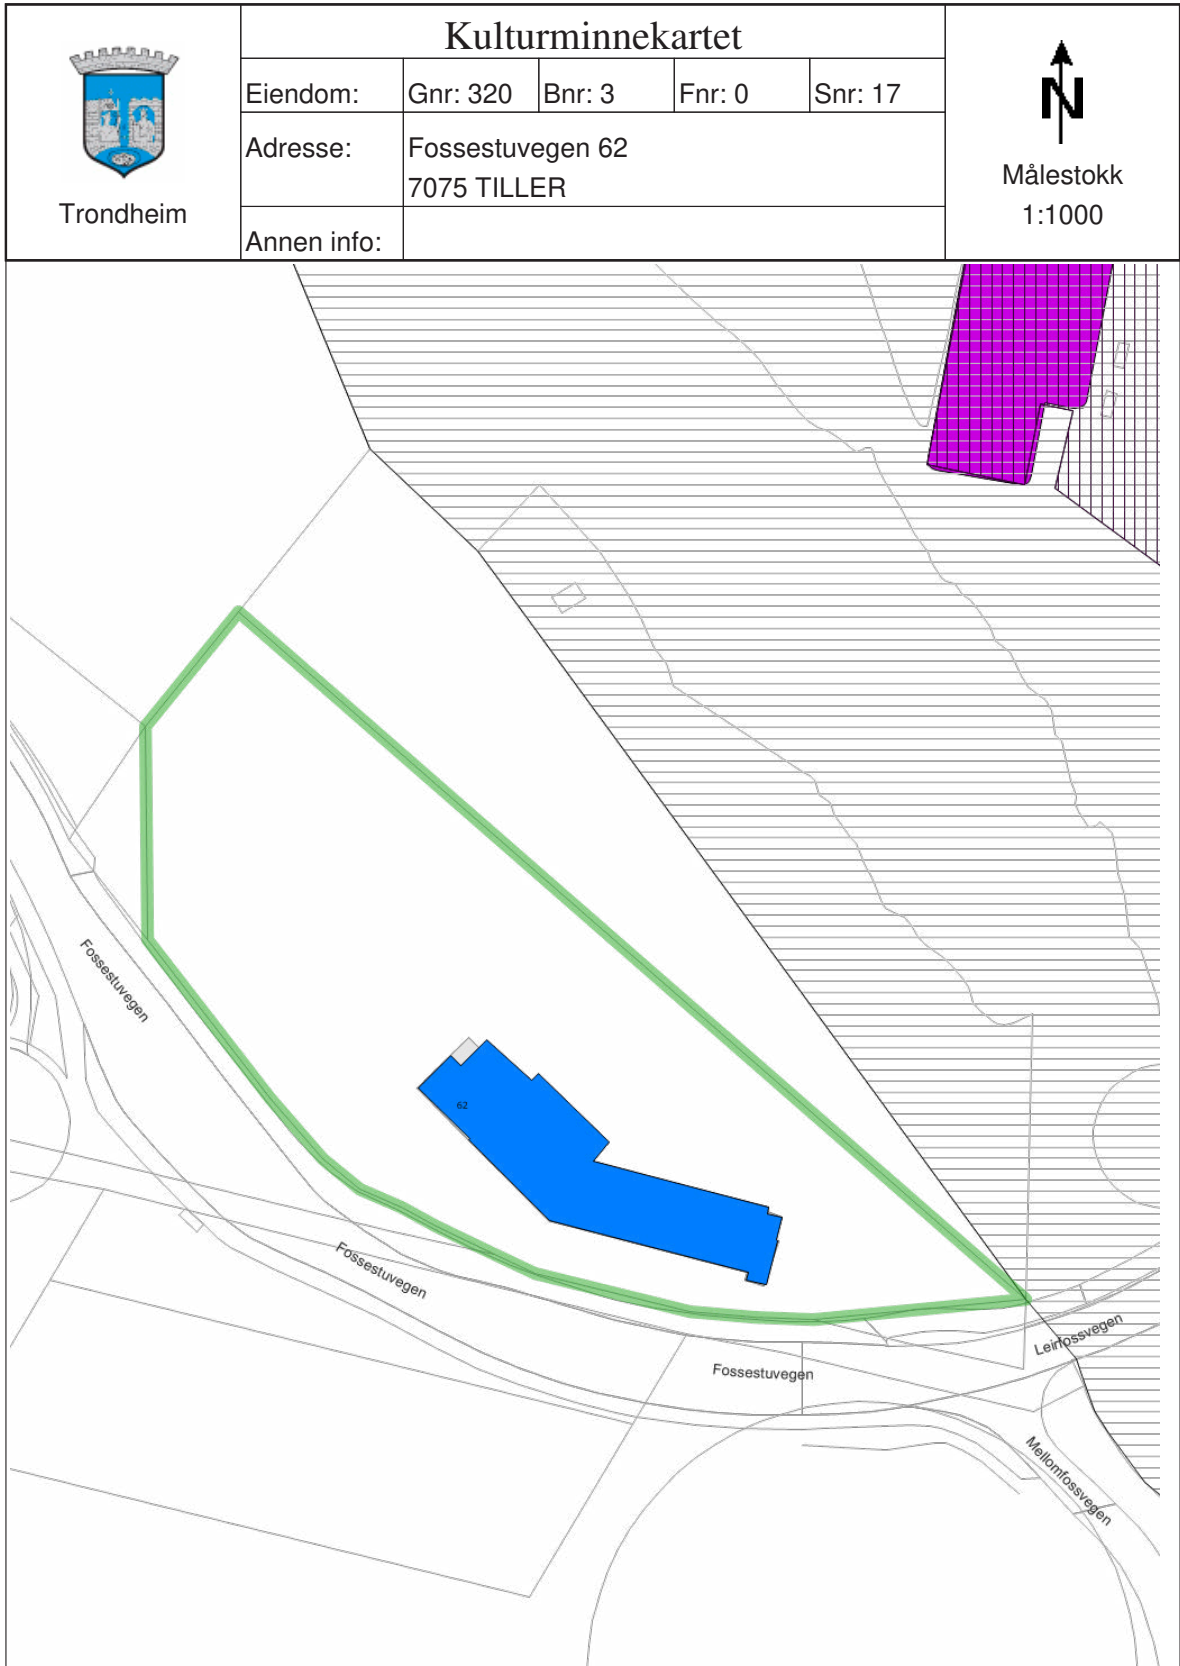 Kulturminnekartet
Eiendom: Gnr: 320 Bnr: 3 Fnr: 0 Snr: 17
Adresse: Fossestuvegen 62
7075 TILLER
Annen info:
Trondheim
N
Målestokk
1:1000
Fossestuvegen
62
Fossestuvegen
Fossestuvegen
Leirfossvegen
Mellomfossvegen